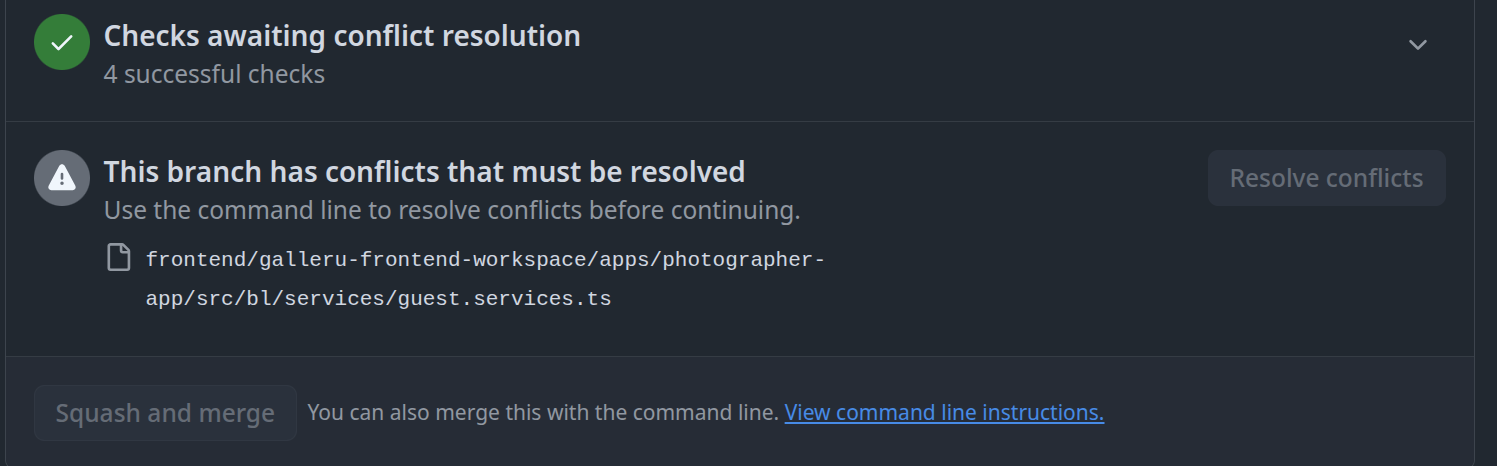 Checks awaiting conflict resolution
4 successful checks
This branch has conflicts that must be resolved
Resolve conflicts
Use the command line to resolve conflicts before continuing.
frontend/galleru-frontend-workspace/apps/photographer-
app/src/bl/services/guest.services.ts
Squash and merge
You can also merge this with the command line. View command line instructions.